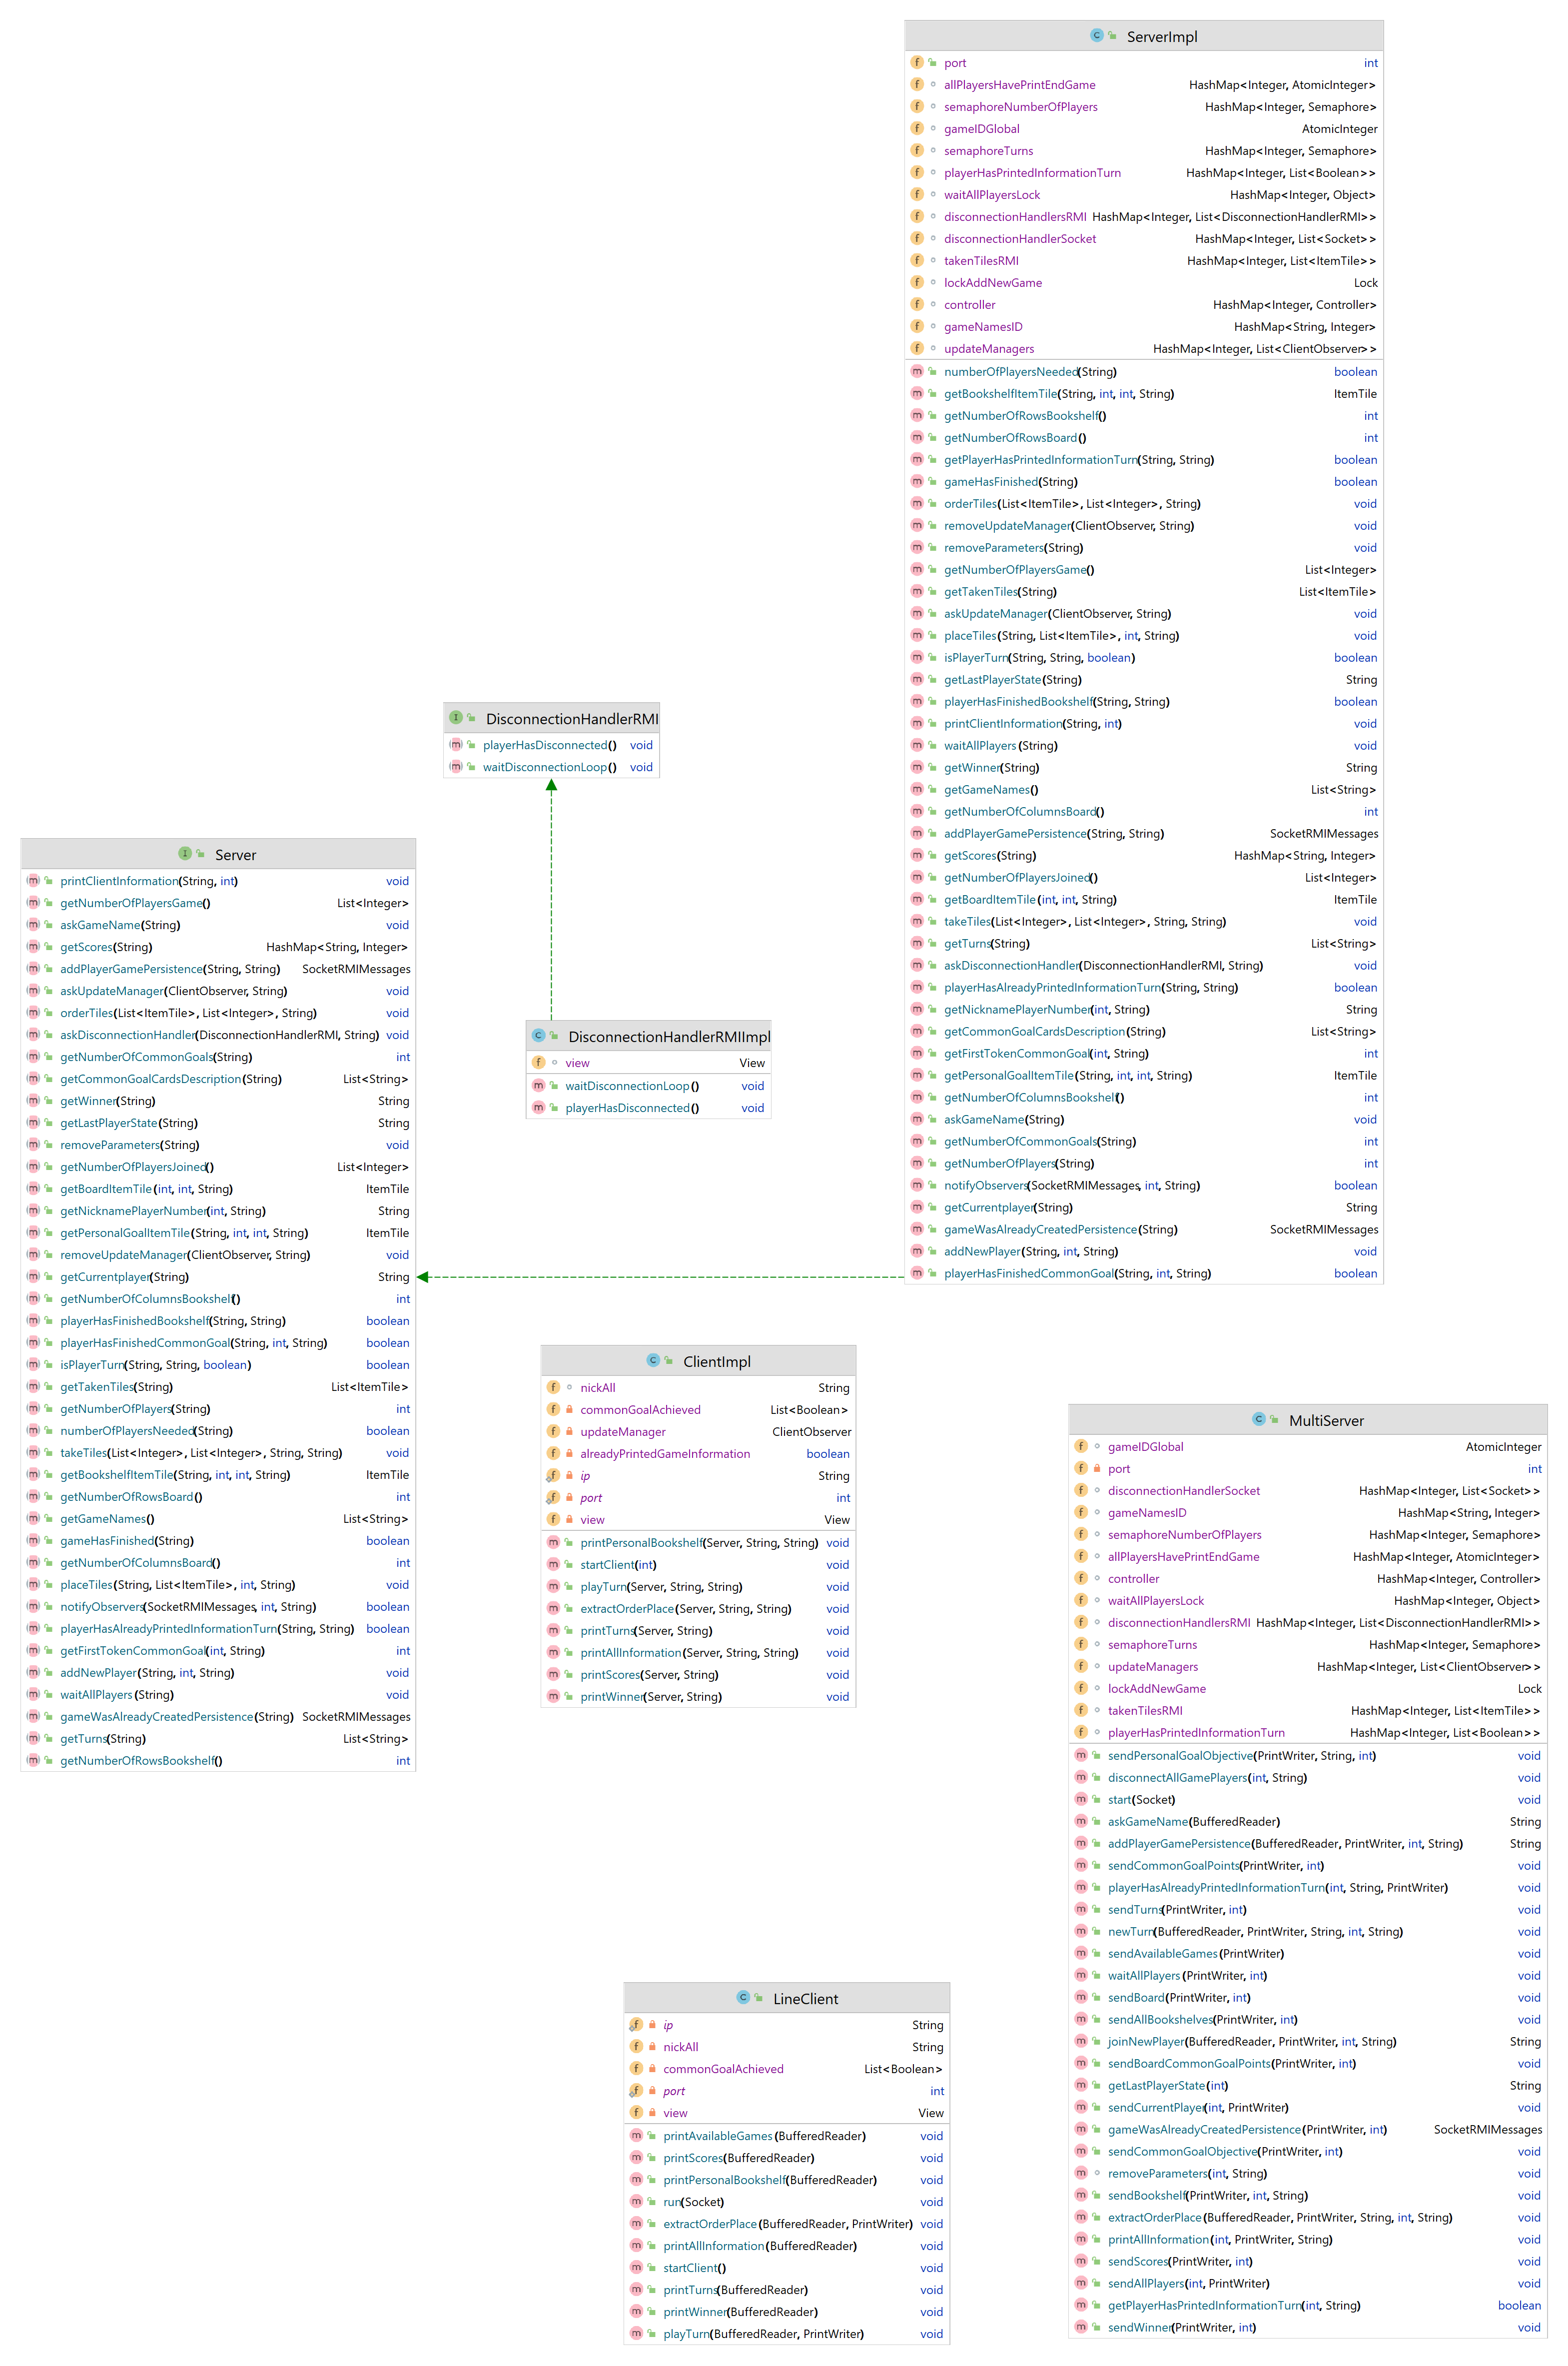 ServerImpl
port int
allPlayersHavePrintEndGame HashMap<Integer, AtomicInteger>
semaphoreNumberOfPlayers HashMap<Integer, Semaphore>
gameIDGlobal AtomicInteger
semaphoreTurns HashMap<Integer, Semaphore>
playerHasPrintedInformationTurn HashMap<Integer, List<Boolean>>
waitAllPlayersLock HashMap<Integer, Object>
disconnectionHandlersRMI HashMap<Integer, List<DisconnectionHandlerRMI>>
disconnectionHandlerSocket HashMap<Integer, List<Socket>>
takenTilesRMI HashMap<Integer, List<ItemTile>>
lockAddNewGame Lock
controller HashMap<Integer, Controller>
gameNamesID HashMap<String, Integer>
updateManagers HashMap<Integer, List<ClientObserver>>
numberOfPlayersNeeded(String) boolean
getBookshelfItemTile(String, int, int, String) ItemTile
getNumberOfRowsBookshelf() int
getNumberOfRowsBoard() int
getPlayerHasPrintedInformationTurn(String, String) boolean
gameHasFinished(String) boolean
orderTiles(List<ItemTile>, List<Integer>, String) void
removeUpdateManager(ClientObserver, String) void
removeParameters(String) void
getNumberOfPlayersGame() List<Integer>
getTakenTiles(String) List<ItemTile>
askUpdateManager(ClientObserver, String) void
placeTiles(String, List<ItemTile>, int, String) void
isPlayerTurn(String, String, boolean) boolean
getLastPlayerState(String) String
playerHasFinishedBookshelf(String, String) boolean
printClientInformation(String, int) void
waitAllPlayers(String) void
getWinner(String) String
getGameNames() List<String>
getNumberOfColumnsBoard() int
addPlayerGamePersistence(String, String) SocketRMIMessages
getScores(String) HashMap<String, Integer>
getNumberOfPlayersJoined() List<Integer>
getBoardItemTile(int, int, String) ItemTile
takeTiles(List<Integer>, List<Integer>, String, String) void
getTurns(String) List<String>
askDisconnectionHandler(DisconnectionHandlerRMI, String) void
playerHasAlreadyPrintedInformationTurn(String, String) boolean
getNicknamePlayerNumber(int, String) String
getCommonGoalCardsDescription(String) List<String>
getFirstTokenCommonGoal(int, String) int
getPersonalGoalItemTile(String, int, int, String) ItemTile
getNumberOfColumnsBookshelf() int
askGameName(String) void
getNumberOfCommonGoals(String) int
getNumberOfPlayers(String) int
notifyObservers(SocketRMIMessages, int, String) boolean
getCurrentplayer(String) String
gameWasAlreadyCreatedPersistence(String) SocketRMIMessages
addNewPlayer(String, int, String) void
playerHasFinishedCommonGoal(String, int, String) boolean
DisconnectionHandlerRMI
playerHasDisconnected() void
waitDisconnectionLoop() void
Server
printClientInformation(String, int) void
getNumberOfPlayersGame() List<Integer>
askGameName(String) void
getScores(String) HashMap<String, Integer>
addPlayerGamePersistence(String, String) SocketRMIMessages
askUpdateManager(ClientObserver, String) void
orderTiles(List<ItemTile>, List<Integer>, String) void
askDisconnectionHandler(DisconnectionHandlerRMI, String) void
getNumberOfCommonGoals(String) int
getCommonGoalCardsDescription(String) List<String>
getWinner(String) String
getLastPlayerState(String) String
removeParameters(String) void
getNumberOfPlayersJoined() List<Integer>
getBoardItemTile(int, int, String) ItemTile
getNicknamePlayerNumber(int, String) String
getPersonalGoalItemTile(String, int, int, String) ItemTile
removeUpdateManager(ClientObserver, String) void
getCurrentplayer(String) String
getNumberOfColumnsBookshelf() int
playerHasFinishedBookshelf(String, String) boolean
playerHasFinishedCommonGoal(String, int, String) boolean
isPlayerTurn(String, String, boolean) boolean
getTakenTiles(String) List<ItemTile>
getNumberOfPlayers(String) int
numberOfPlayersNeeded(String) boolean
takeTiles(List<Integer>, List<Integer>, String, String) void
getBookshelfItemTile(String, int, int, String) ItemTile
getNumberOfRowsBoard() int
getGameNames() List<String>
gameHasFinished(String) boolean
getNumberOfColumnsBoard() int
placeTiles(String, List<ItemTile>, int, String) void
notifyObservers(SocketRMIMessages, int, String) boolean
playerHasAlreadyPrintedInformationTurn(String, String) boolean
getFirstTokenCommonGoal(int, String) int
addNewPlayer(String, int, String) void
waitAllPlayers(String) void
gameWasAlreadyCreatedPersistence(String) SocketRMIMessages
getTurns(String) List<String>
getNumberOfRowsBookshelf() int
DisconnectionHandlerRMIImpl
view View
waitDisconnectionLoop() void
playerHasDisconnected() void
ClientImpl
nickAll String
commonGoalAchieved List<Boolean>
updateManager ClientObserver
alreadyPrintedGameInformation boolean
ip String
port int
view View
printPersonalBookshelf(Server, String, String) void
startClient(int) void
playTurn(Server, String, String) void
extractOrderPlace(Server, String, String) void
printTurns(Server, String) void
printAllInformation(Server, String, String) void
printScores(Server, String) void
printWinner(Server, String) void
MultiServer
gameIDGlobal AtomicInteger
port int
disconnectionHandlerSocket HashMap<Integer, List<Socket>>
gameNamesID HashMap<String, Integer>
semaphoreNumberOfPlayers HashMap<Integer, Semaphore>
allPlayersHavePrintEndGame HashMap<Integer, AtomicInteger>
controller HashMap<Integer, Controller>
waitAllPlayersLock HashMap<Integer, Object>
disconnectionHandlersRMI HashMap<Integer, List<DisconnectionHandlerRMI>>
semaphoreTurns HashMap<Integer, Semaphore>
updateManagers HashMap<Integer, List<ClientObserver>>
lockAddNewGame Lock
takenTilesRMI HashMap<Integer, List<ItemTile>>
playerHasPrintedInformationTurn HashMap<Integer, List<Boolean>>
sendPersonalGoalObjective(PrintWriter, String, int) void
disconnectAllGamePlayers(int, String) void
start(Socket) void
askGameName(BufferedReader) String
addPlayerGamePersistence(BufferedReader, PrintWriter, int, String) String
sendCommonGoalPoints(PrintWriter, int) void
playerHasAlreadyPrintedInformationTurn(int, String, PrintWriter) void
sendTurns(PrintWriter, int) void
newTurn(BufferedReader, PrintWriter, String, int, String) void
sendAvailableGames(PrintWriter) void
waitAllPlayers(PrintWriter, int) void
sendBoard(PrintWriter, int) void
sendAllBookshelves(PrintWriter, int) void
joinNewPlayer(BufferedReader, PrintWriter, int, String) String
sendBoardCommonGoalPoints(PrintWriter, int) void
getLastPlayerState(int) String
sendCurrentPlayer(int, PrintWriter) void
gameWasAlreadyCreatedPersistence(PrintWriter, int) SocketRMIMessages
sendCommonGoalObjective(PrintWriter, int) void
removeParameters(int, String) void
sendBookshelf(PrintWriter, int, String) void
extractOrderPlace(BufferedReader, PrintWriter, String, int, String) void
printAllInformation(int, PrintWriter, String) void
sendScores(PrintWriter, int) void
sendAllPlayers(int, PrintWriter) void
getPlayerHasPrintedInformationTurn(int, String) boolean
sendWinner(PrintWriter, int) void
LineClient
ip String
nickAll String
commonGoalAchieved List<Boolean>
port int
view View
printAvailableGames(BufferedReader) void
printScores(BufferedReader) void
printPersonalBookshelf(BufferedReader) void
run(Socket) void
extractOrderPlace(BufferedReader, PrintWriter) void
printAllInformation(BufferedReader) void
startClient() void
printTurns(BufferedReader) void
printWinner(BufferedReader) void
playTurn(BufferedReader, PrintWriter) void